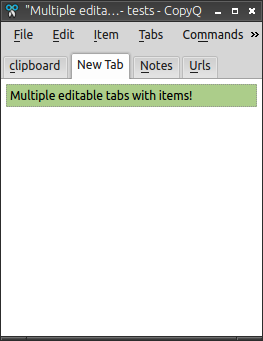 "Multiple edita...- tests - CopyQ
File Edit Item Tabs Commands »
clipboard New Tab Notes Urls
Multiple editable tabs with items!